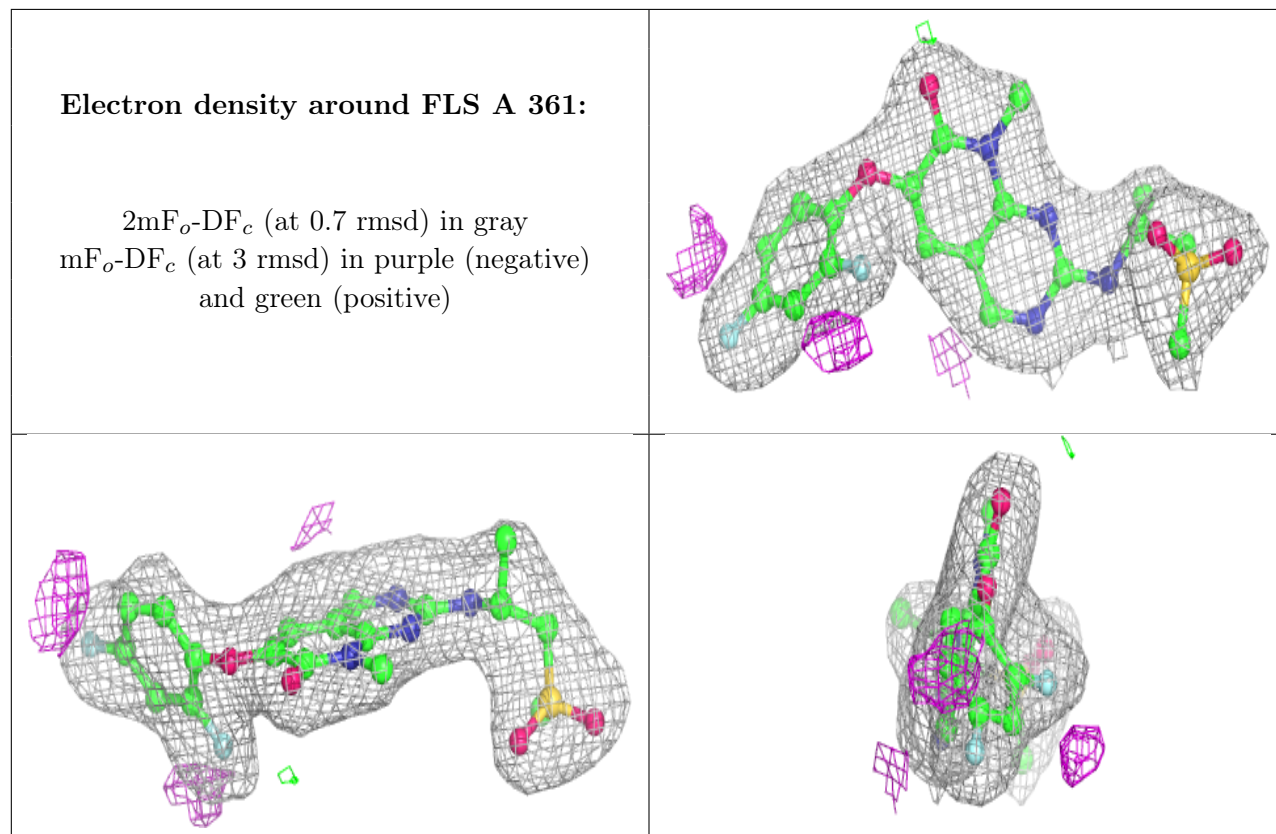 Electron density around FLS A 361:
2mFo-DFc (at 0.7 rmsd) in gray
mFo-DFc (at 3 rmsd) in purple (negative)
and green (positive)